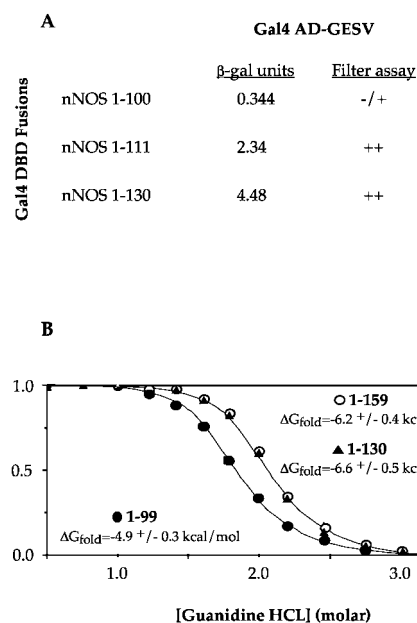 A
Gal4 AD-GESV
β-gal units Filter assay
Gal4 DBD Fusions
nNOS 1-100 0.344 -/+
nNOS 1-111 2.34 ++
nNOS 1-130 4.48 ++
B
1.0
0.5
0.0
1-159
ΔGfold=-6.2 +/- 0.4 kc
1-130
ΔGfold=-6.6 +/- 0.5 kc
1-99
ΔGfold=-4.9 +/- 0.3 kcal/mol
1.0 2.0 3.0
[Guanidine HCL] (molar)